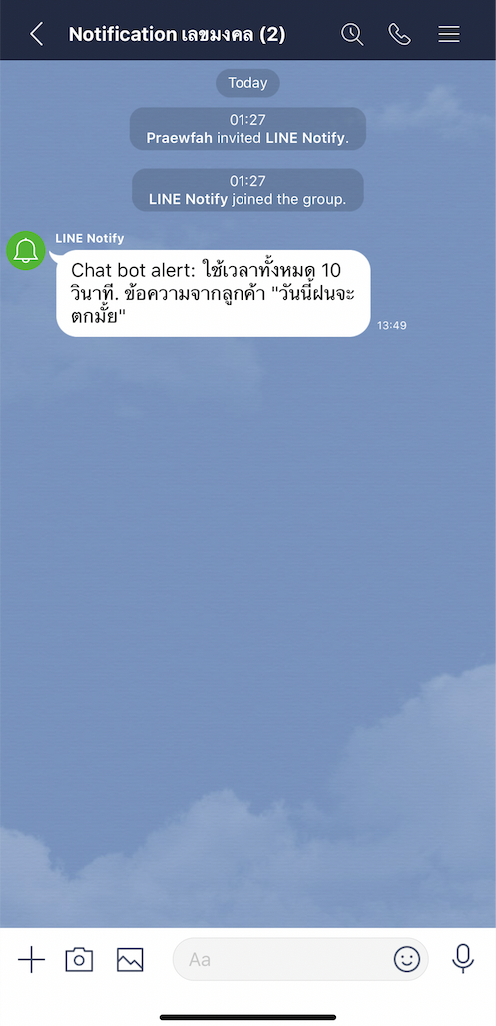 Notification เลขมงคล (2)
Today
01:27
Praewfah invited LINE Notify.
01:27
LINE Notify joined the group.
LINE Notify
Chat bot alert: ใช้เวลาทั้งหมด 10
วินาที. ข้อความจากลูกค้า "วันนี้ฝนจะ
ตกมั้ย"
13:49
Aa